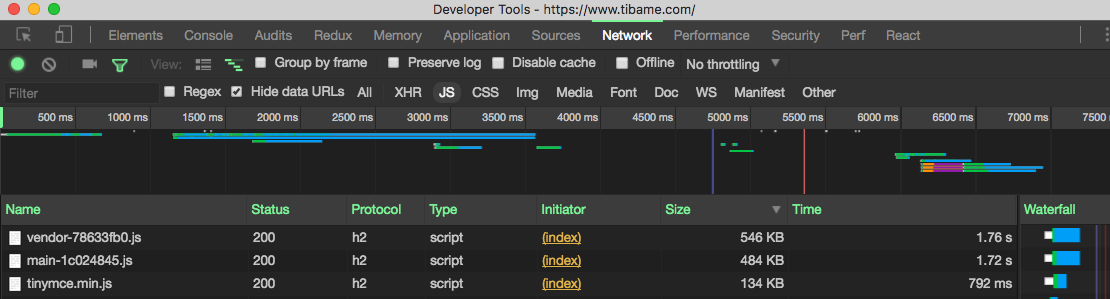 Developer Tools - https://www.tibame.com/
Elements Console Audits Redux Memory Application Sources Network Performance Security Perf React
View: Group by frame Preserve log Disable cache Offline No throttling
Filter Regex Hide data URLs All XHR JS CSS Img Media Font Doc WS Manifest Other
500 ms 1000 ms 1500 ms 2000 ms 2500 ms 3000 ms 3500 ms 4000 ms 4500 ms 5000 ms 5500 ms 6000 ms 6500 ms 7000 ms 7500
Name Status Protocol Type Initiator Size Time Waterfall
vendor-78633fb0.js 200 h2 script (index) 546 KB 1.76 s
main-1c024845.js 200 h2 script (index) 484 KB 1.72 s
tinymce.min.js 200 h2 script (index) 134 KB 792 ms